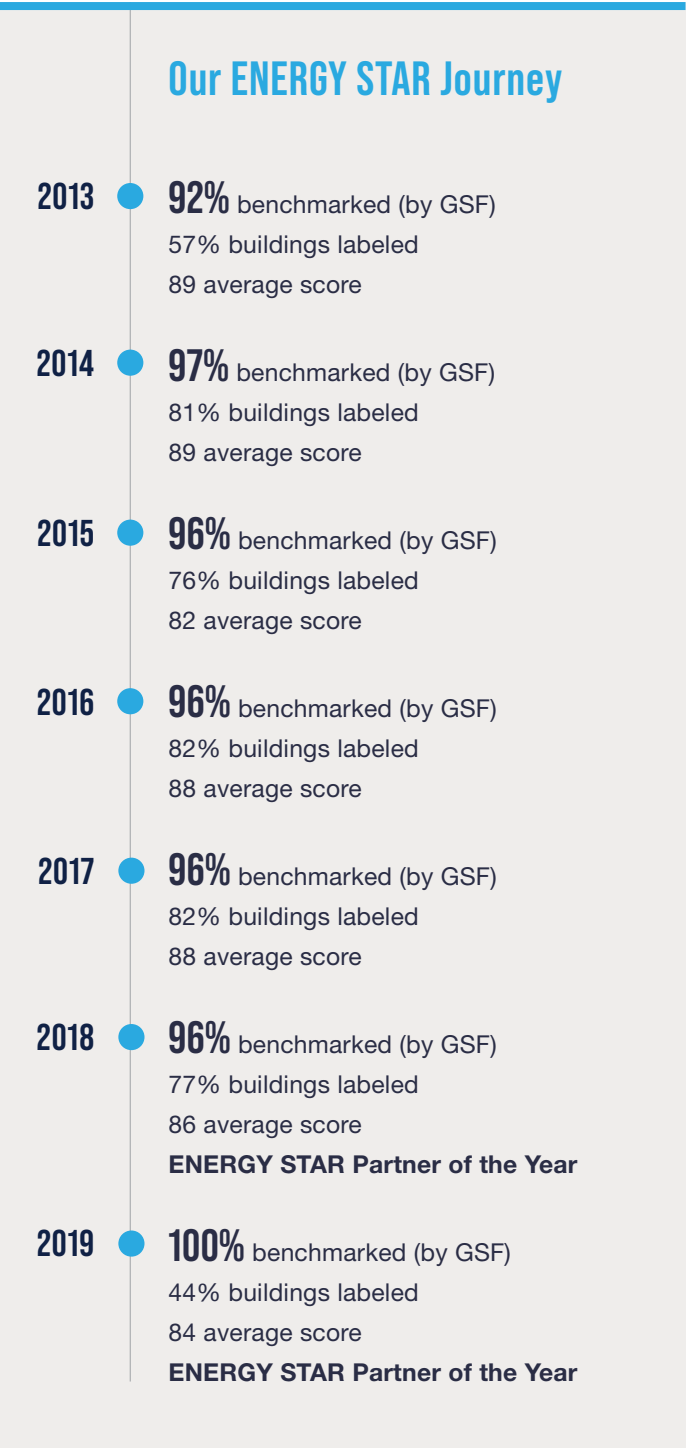 Our ENERGY STAR Journey
2013
92% benchmarked (by GSF)
57% buildings labeled
89 average score
2014
97% benchmarked (by GSF)
81% buildings labeled
89 average score
2015
96% benchmarked (by GSF)
76% buildings labeled
82 average score
2016
96% benchmarked (by GSF)
82% buildings labeled
88 average score
2017
96% benchmarked (by GSF)
82% buildings labeled
88 average score
2018
96% benchmarked (by GSF)
77% buildings labeled
86 average score
ENERGY STAR Partner of the Year
2019
100% benchmarked (by GSF)
44% buildings labeled
84 average score
ENERGY STAR Partner of the Year